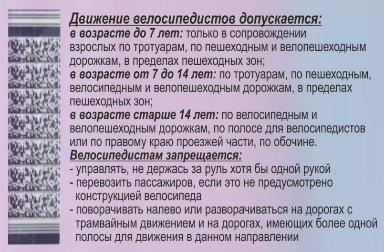 Движение велосипедистов допускается:
в возрасте до 7 лет: только в сопровождении
взрослых по тротуарам, по пешеходным и велопешеходным
дорожкам, в пределах пешеходных зон;
в возрасте от 7 до 14 лет: по тротуарам, по пешеходным,
велосипедным и велопешеходным дорожкам, в пределах
пешеходных зон;
в возрасте старше 14 лет: по велосипедным и
велопешеходным дорожкам, по полосе для велосипедистов
или по правому краю проезжей части, по обочине.
Велосипедистам запрещается:
- управлять, не держась за руль хотя бы одной рукой
- перевозить пассажиров, если это не предусмотрено
конструкцией велосипеда
- поворачивать налево или разворачиваться на дорогах с
трамвайным движением и на дорогах, имеющих более одной
полосы для движения в данном направлении